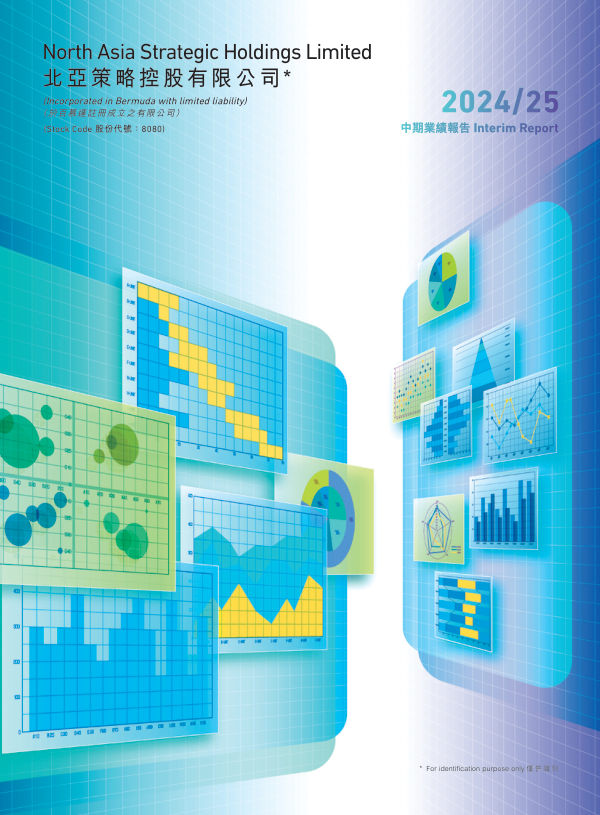 North Asia Strategic Holdings Limited
北亞策略控股有限公司*
(Incorporated in Bermuda with limited liability)
(於百慕達註冊成立之有限公司)
(Stock Code 股份代號：8080)
2024/25
中期業績報告 Interim Report
* For identification purpose only 僅供識別